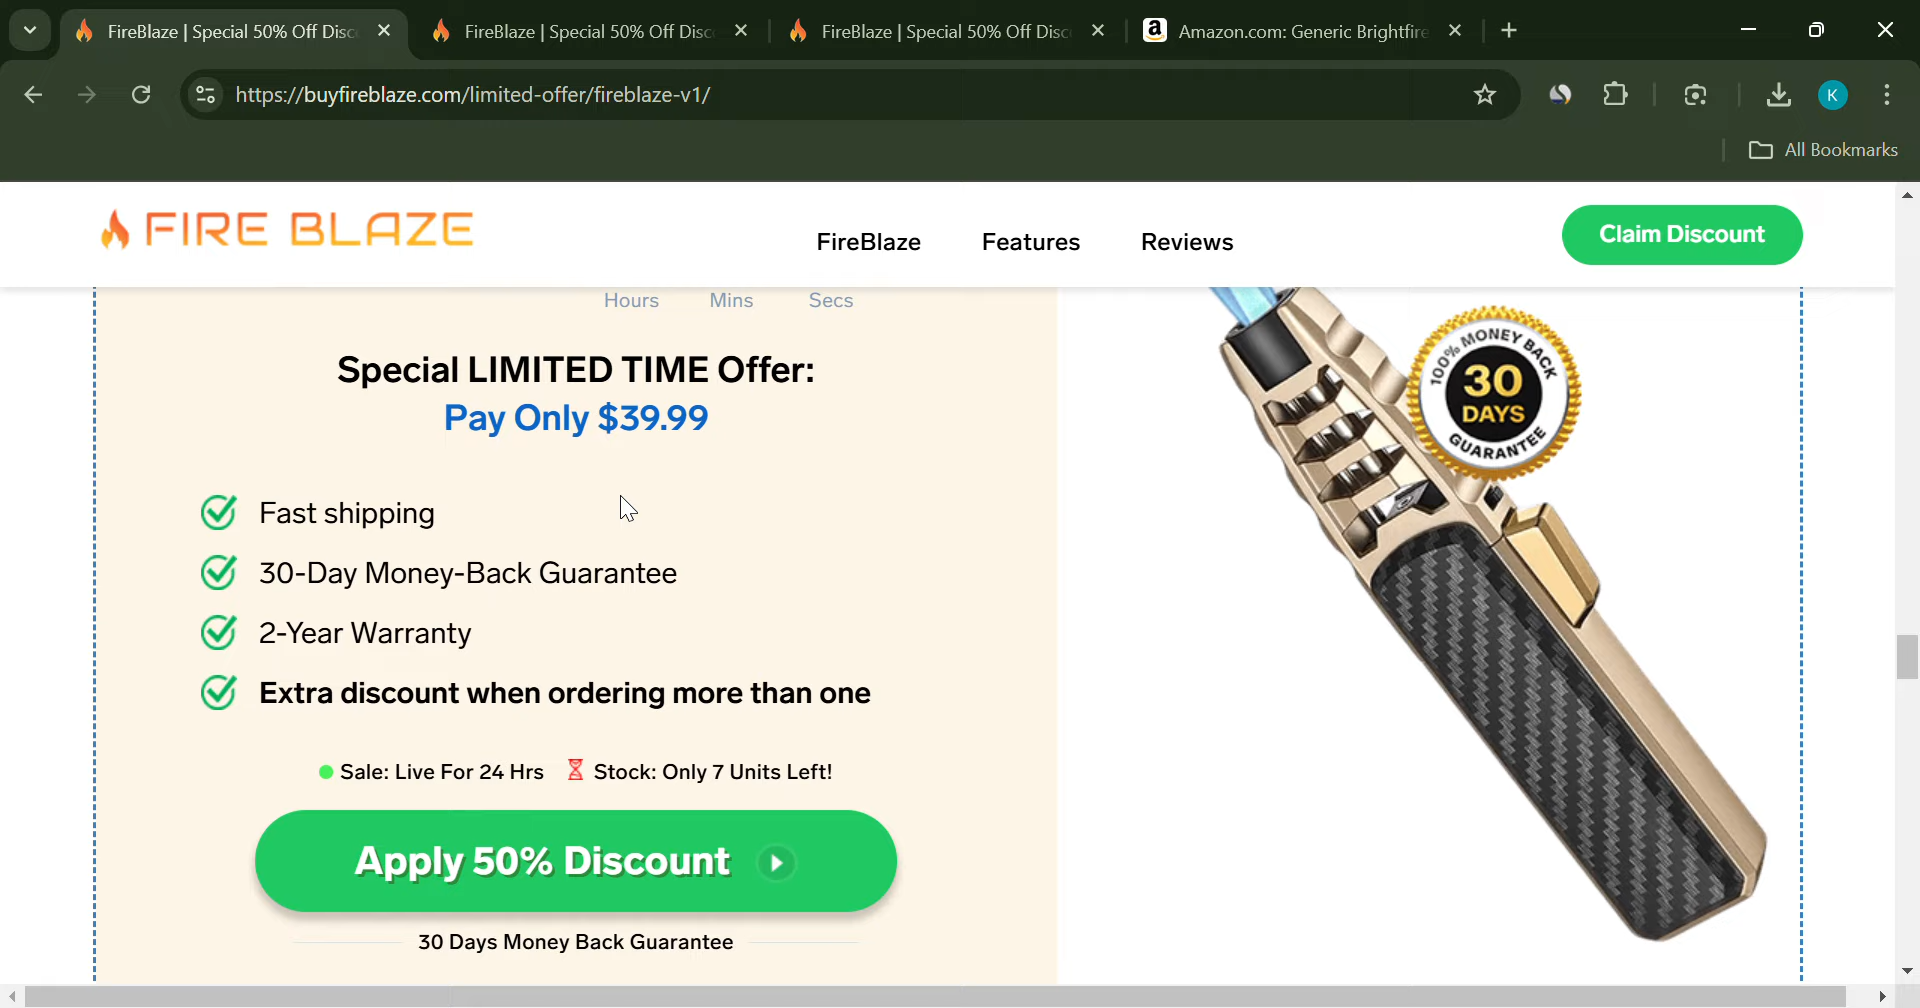 FireBlaze | Special 50% Off Disc
FireBlaze | Special 50% Off Disc
FireBlaze | Special 50% Off Disc
Amazon.com: Generic Brightfire
https://buyfireblaze.com/limited-offer/fireblaze-v1/
K
All Bookmarks
FIRE BLAZE
FireBlaze
Features
Reviews
Claim Discount
Hours Mins Secs
Special LIMITED TIME Offer:
Pay Only $39.99
Fast shipping
30-Day Money-Back Guarantee
2-Year Warranty
Extra discount when ordering more than one
Sale: Live For 24 Hrs
Stock: Only 7 Units Left!
Apply 50% Discount
30 Days Money Back Guarantee
100% MONEY BACK
30
DAYS
GUARANTEE